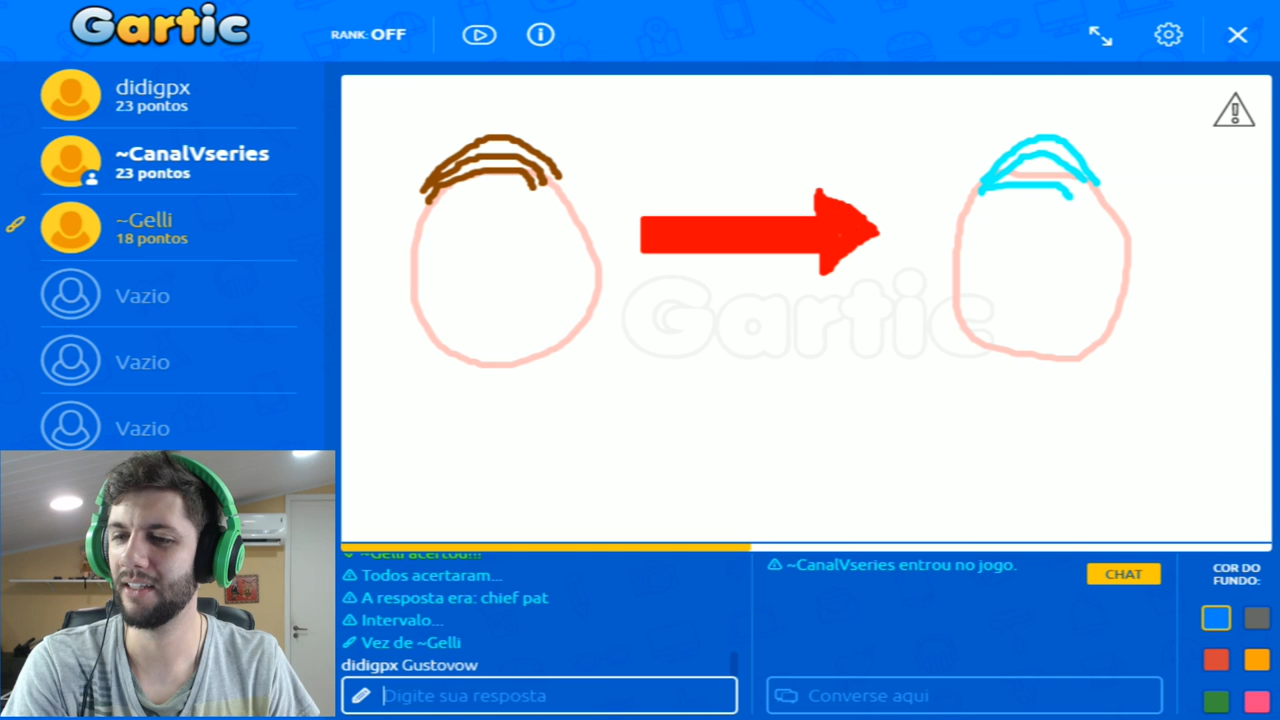 Gartic
RANK: OFF
didigpx
23 pontos
~CanalVseries
23 pontos
~Gelli
18 pontos
Vazio
Vazio
Vazio
Gartic
~Gelli acertou!!!
Todos acertaram...
A resposta era: chief pat
Intervalo...
Vez de ~Gelli
didigpx Gustovow
Digite sua resposta
~CanalVseries entrou no jogo.
CHAT
Converse aqui
COR DO
FUNDO: